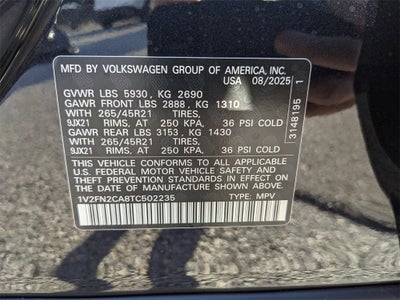 MFD BY VOLKSWAGEN GROUP OF AMERICA, INC.
USA 08/2025
GVWR LBS 5930, KG 2690
GAWR FRONT LBS 2888, KG 1310
WITH 265/45R21 TIRES,
9JX21 RIMS, AT 250 KPA, 36 PSI COLD
GAWR REAR LBS 3153, KG 1430
WITH 265/45R21 TIRES,
9JX21 RIMS, AT 250 KPA, 36 PSI COLD
THIS VEHICLE CONFORMS TO ALL APPLICABLE
U.S. FEDERAL MOTOR VEHICLE SAFETY AND
THEFT PREVENTION STANDARDS IN EFFECT ON
THE DATE OF MANUFACTURE SHOWN ABOVE.
1V2FN2CA8TC502235 TYPE: MPV
3148195 1